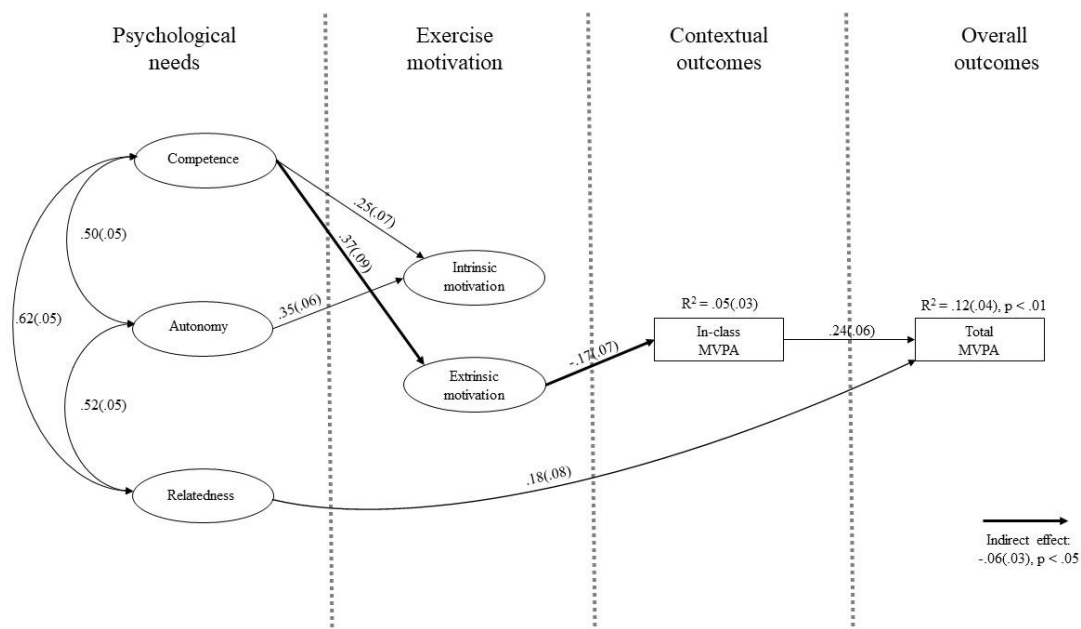 Psychological
needs
Exercise
motivation
Contextual
outcomes
Overall
outcomes
Competence
.25(.07)
.37(.09)
.50(.05)
Intrinsic
motivation
.35(.06)
R² = .05(.03)
R² = .12(.04), p < .01
.62(.05)
Autonomy
In-class
MVPA
.24(.06)
Total
MVPA
-.17(.07)
Extrinsic
motivation
.52(.05)
.18(.08)
Relatedness
Indirect effect:
-.06(.03), p < .05